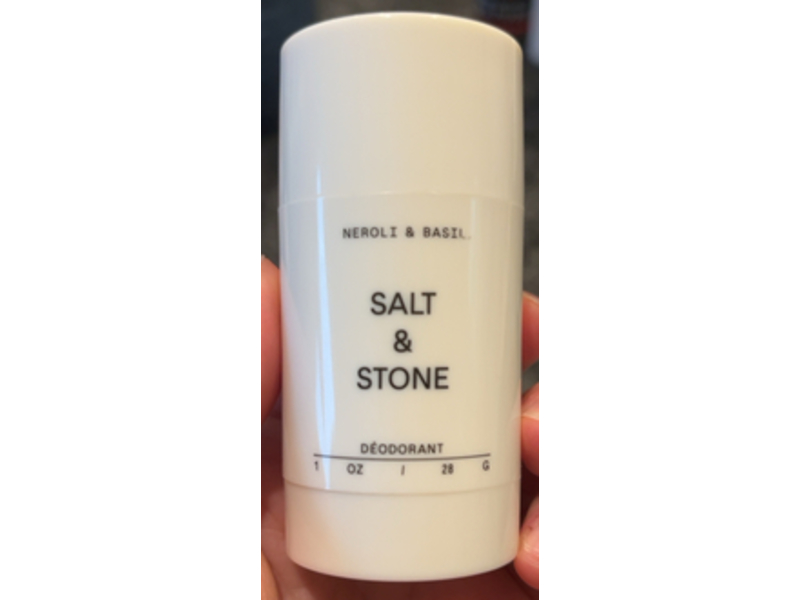 NEROLI & BASIL
SALT
&
STONE
DÉODORANT
1 OZ / 28 G